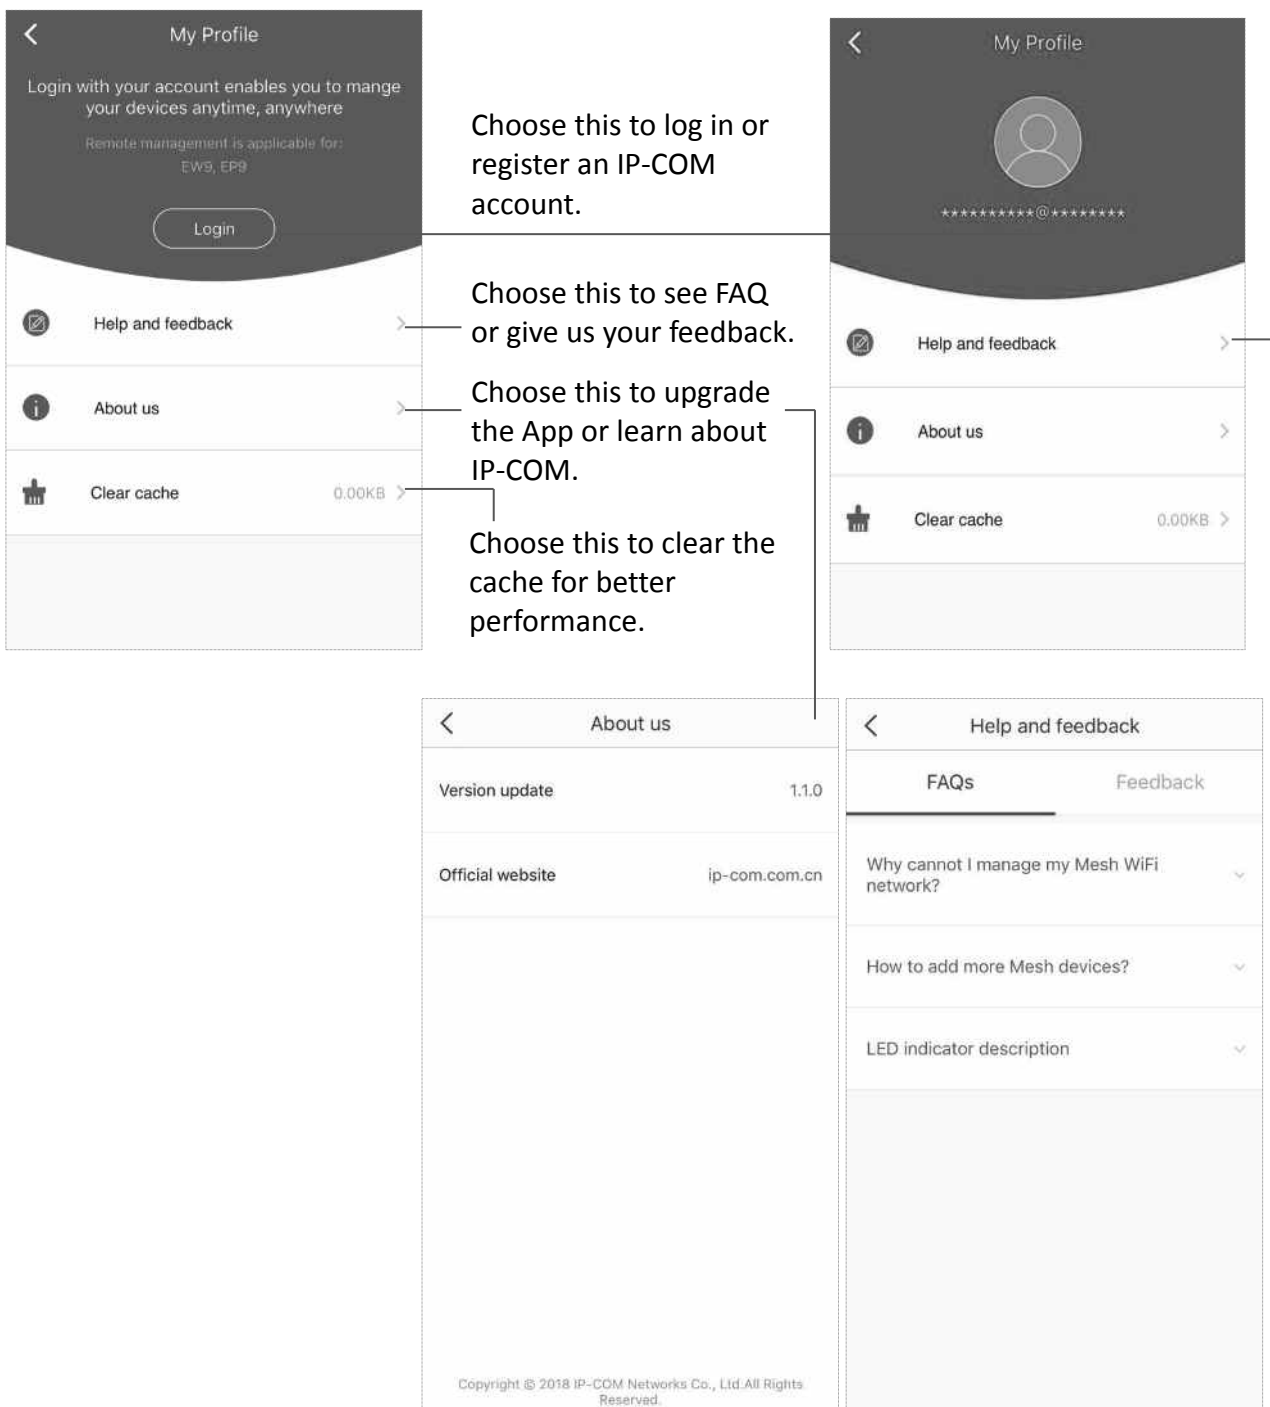 My Profile
Login with your account enables you to mange
your devices anytime, anywhere
Remote management is applicable for:
EW9, EP9
Login
Help and feedback
About us
Clear cache 0.00KB
Choose this to log in or
register an IP-COM
account.
Choose this to see FAQ
or give us your feedback.
Choose this to upgrade
the App or learn about
IP-COM.
Choose this to clear the
cache for better
performance.
My Profile
**********@********
Help and feedback
About us
Clear cache 0.00KB
About us
Version update 1.1.0
Official website ip-com.com.cn
Copyright © 2018 IP-COM Networks Co., Ltd.All Rights
Reserved.
Help and feedback
FAQs Feedback
Why cannot I manage my Mesh WiFi
network?
How to add more Mesh devices?
LED indicator description